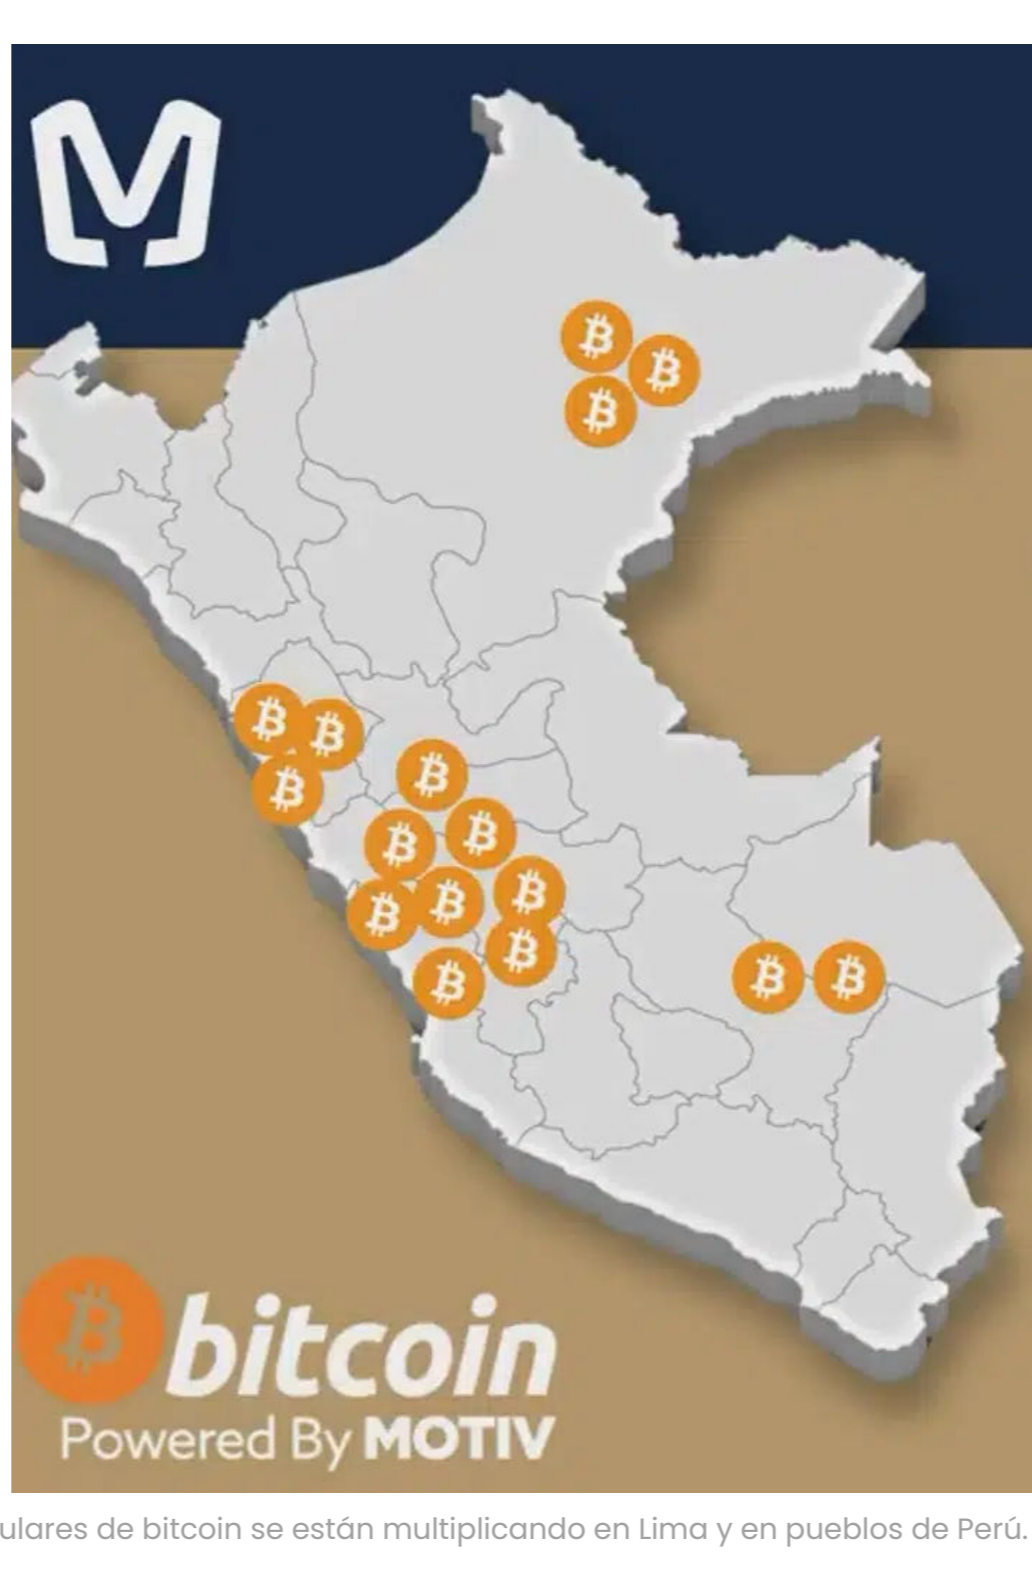 bitcoin
Powered By MOTIV
ulares de bitcoin se están multiplicando en Lima y en pueblos de Perú.